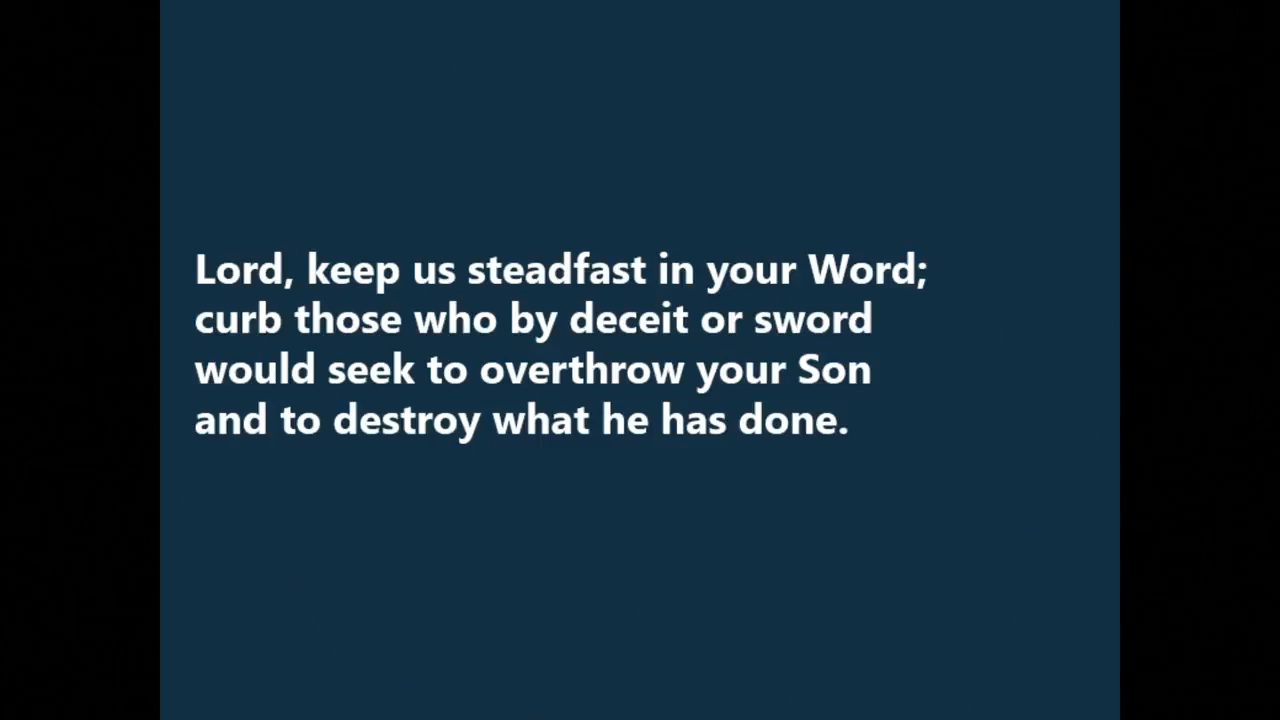 Lord, keep us steadfast in your Word;
curb those who by deceit or sword
would seek to overthrow your Son
and to destroy what he has done.